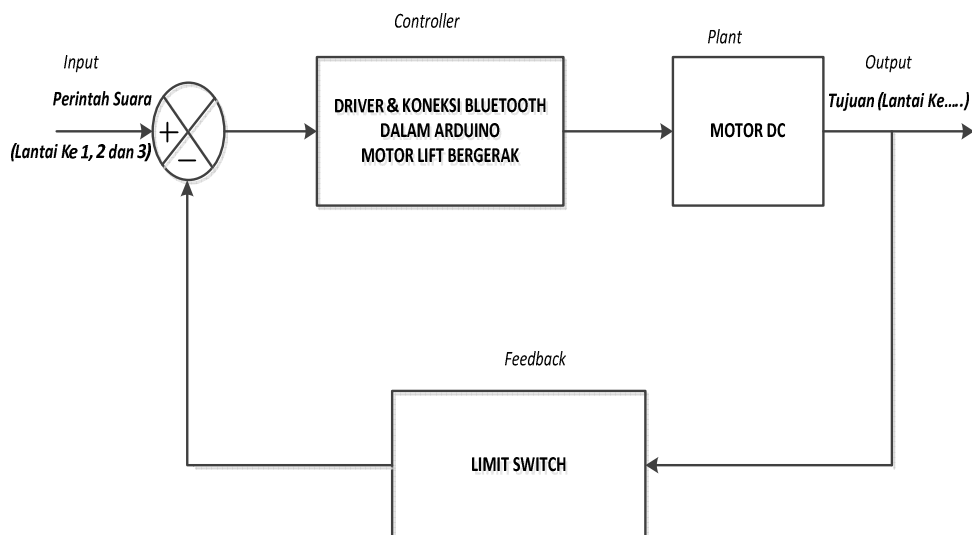 Controller
Plant
Input
Output
Perintah Suara
(Lantai Ke 1, 2 dan 3)
+
−
DRIVER & KONEKSI BLUETOOTH
DALAM ARDUINO
MOTOR LIFT BERGERAK
MOTOR DC
Tujuan (Lantai Ke.....)
Feedback
LIMIT SWITCH